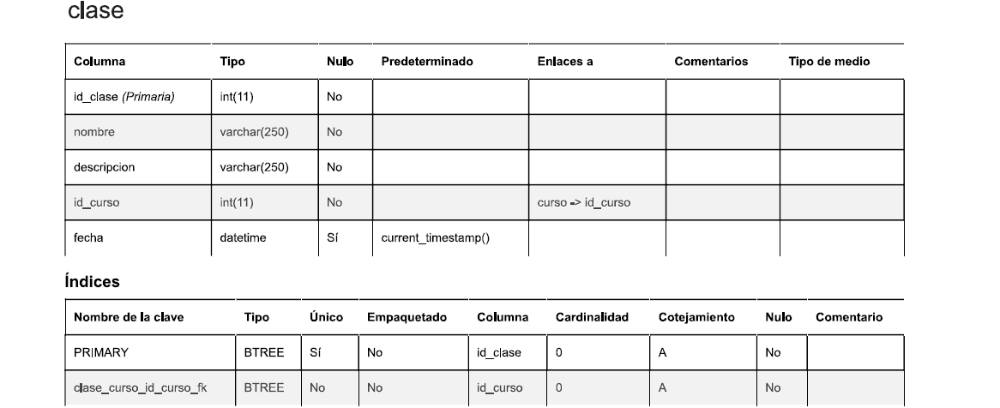 clase
Columna Tipo Nulo Predeterminado Enlaces a Comentarios Tipo de medio
id_clase (Primaria) int(11) No
nombre varchar(250) No
descripcion varchar(250) No
id_curso int(11) No curso -> id_curso
fecha datetime Sí current_timestamp()
Índices
Nombre de la clave Tipo Único Empaquetado Columna Cardinalidad Cotejamiento Nulo Comentario
PRIMARY BTREE Sí No id_clase 0 A No
clase_curso_id_curso_fk BTREE No No id_curso 0 A No